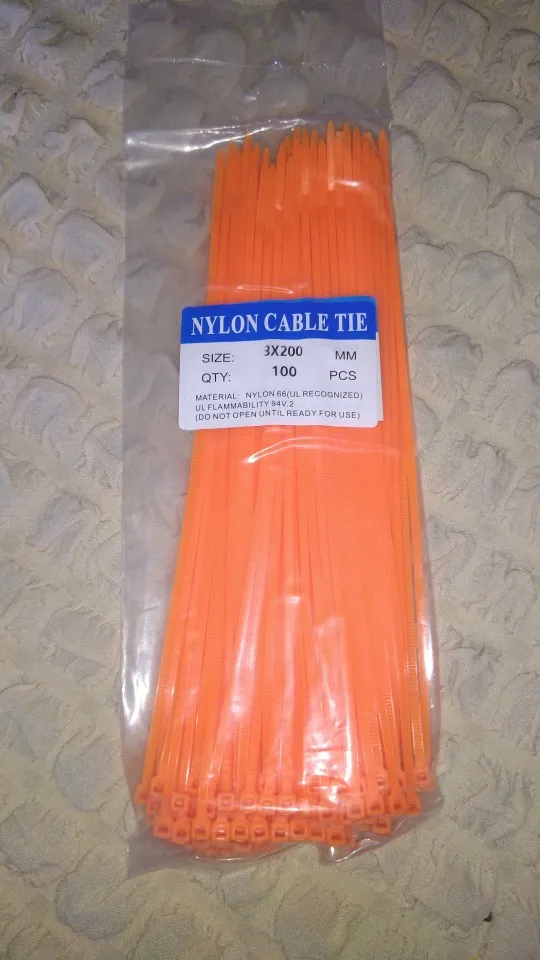 NYLON CABLE TIE
SIZE: 3X200 MM
QTY: 100 PCS
MATERIAL: NYLON 66(UL RECOGNIZED)
UL FLAMMABILITY 94V.2
(DO NOT OPEN UNTIL READY FOR USE)